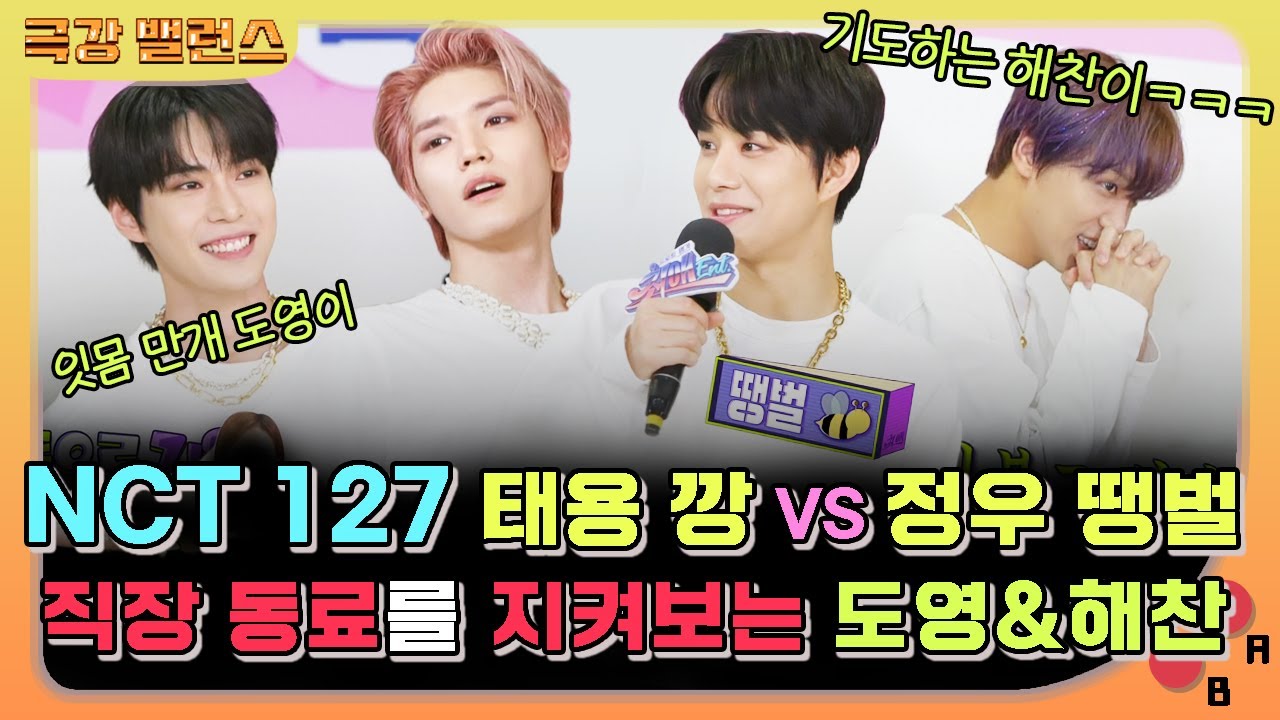 극강 밸런스
기도하는 해찬이ㅋㅋㅋ
잇몸 만개 도영이
땡벌
NCT 127 태용 깡 VS 정우 땡벌
직장 동료를 지켜보는 도영&해찬
A
B